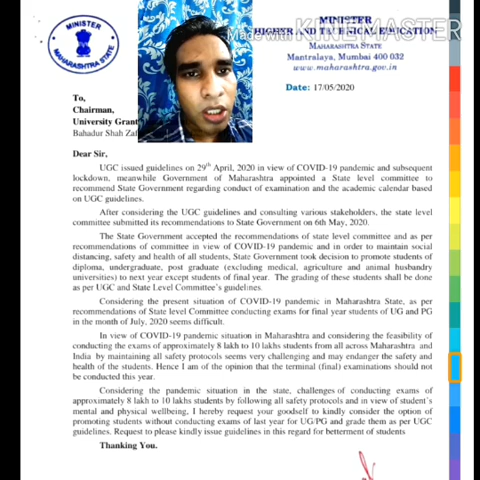 MINISTER
MAHARASHTRA STATE
Made with KINEMASTER
MINISTER
HIGHER AND TECHNICAL EDUCATION
MAHARASHTRA STATE
Mantralaya, Mumbai 400 032
www.maharashtra.gov.in
Date: 17/05/2020
To,
Chairman,
University Grant
Bahadur Shah Zaf
Dear Sir,
UGC issued guidelines on 29th April, 2020 in view of COVID-19 pandemic and subsequent
lockdown, meanwhile Government of Maharashtra appointed a State level committee to
recommend State Government regarding conduct of examination and the academic calendar based
on UGC guidelines.
After considering the UGC guidelines and consulting various stakeholders, the state level
committee submitted its recommendations to State Government on 6th May, 2020.
The State Government accepted the recommendations of state level committee and as per
recommendations of committee in view of COVID-19 pandemic and in order to maintain social
distancing, safety and health of all students, State Government took decision to promote students of
diploma, undergraduate, post graduate (excluding medical, agriculture and animal husbandry
universities) to next year except students of final year. The grading of these students shall be done
as per UGC and State Level Committee's guidelines.
Considering the present situation of COVID-19 pandemic in Maharashtra State, as per
recommendations of State Level Committee conducting exams for final year students of UG and PG
in the month of July, 2020 seems difficult.
In view of COVID-19 pandemic situation in Maharashtra and considering the feasibility of
conducting the exams of approximately 8 lakh to 10 lakhs students from all across Maharashtra and
India by maintaining all safety protocols seems very challenging and may endanger the safety and
health of the students. Hence I am of the opinion that the terminal (final) examinations should not
be conducted this year.
Considering the pandemic situation in the state, challenges of conducting exams of
approximately 8 lakh to 10 lakhs students by following all safety protocols and in view of student's
mental and physical wellbeing, I hereby request your goodself to kindly consider the option of
promoting students without conducting exams of last year for UG/PG and grade them as per UGC
guidelines. Request to please kindly issue guidelines in this regard for betterment of students
Thanking You.